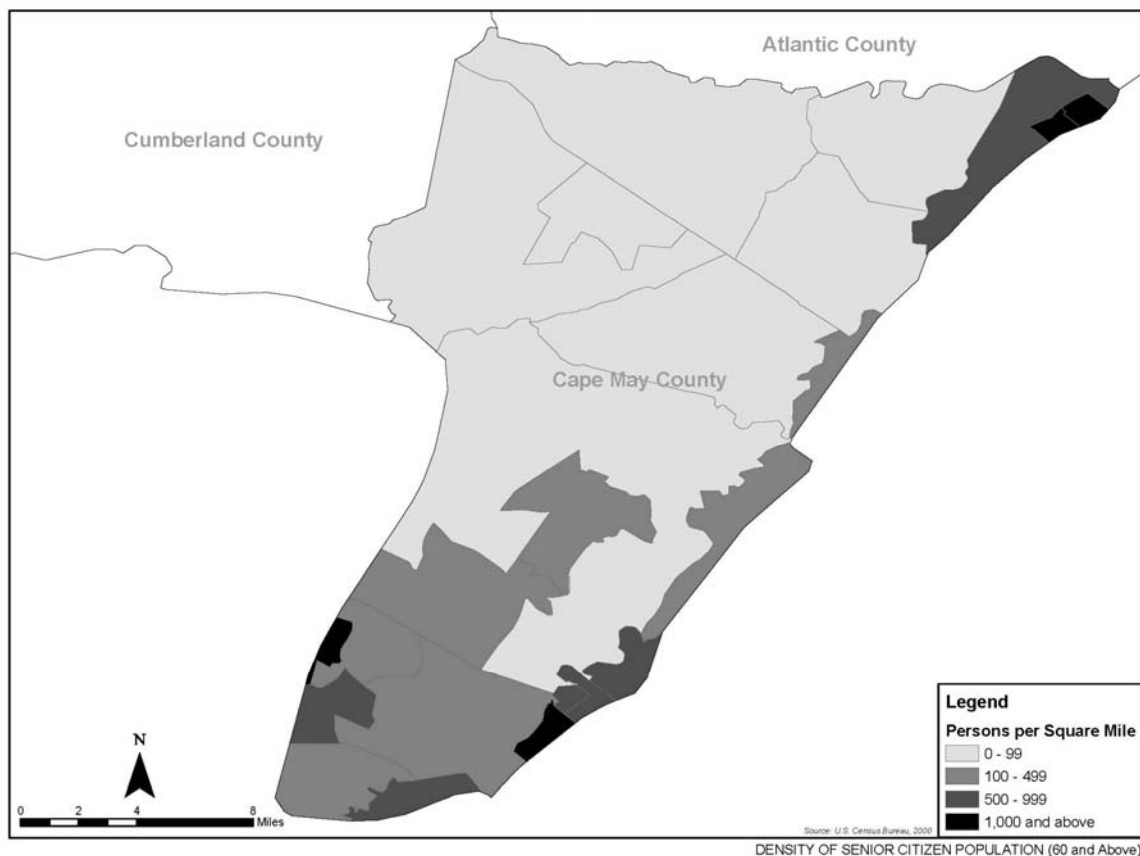 Atlantic County
Cumberland County
Cape May County
Legend
Persons per Square Mile
0 - 99
100 - 499
500 - 999
1,000 and above
N
0 2 4 8
Miles
Source: U.S. Census Bureau, 2000
DENSITY OF SENIOR CITIZEN POPULATION (60 and Above)